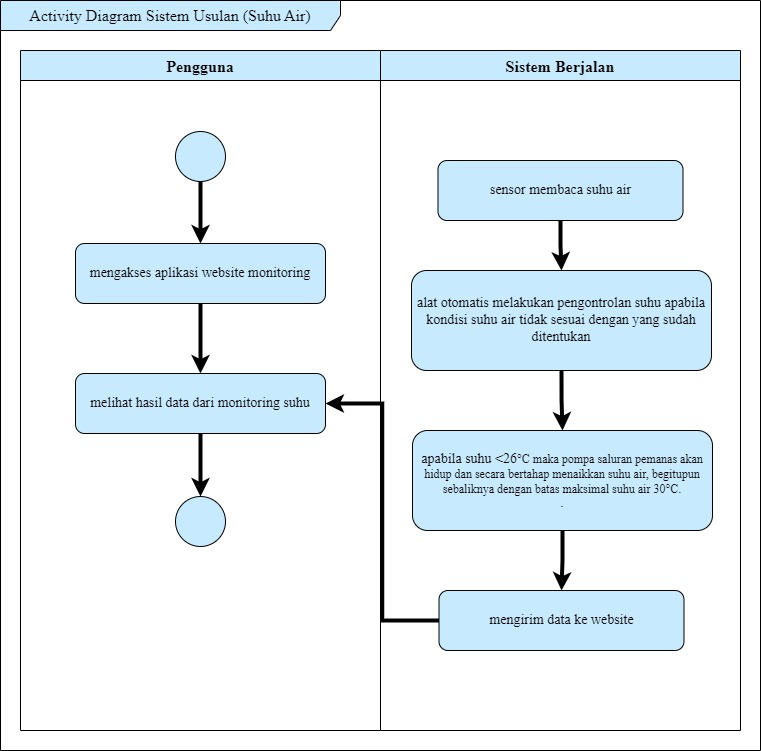 Activity Diagram Sistem Usulan (Suhu Air)
Pengguna
Sistem Berjalan
mengakses aplikasi website monitoring
melihat hasil data dari monitoring suhu
sensor membaca suhu air
alat otomatis melakukan pengontrolan suhu apabila
kondisi suhu air tidak sesuai dengan yang sudah
ditentukan
apabila suhu <26°C maka pompa saluran pemanas akan
hidup dan secara bertahap menaikkan suhu air, begitupun
sebaliknya dengan batas maksimal suhu air 30°C.
.
mengirim data ke website